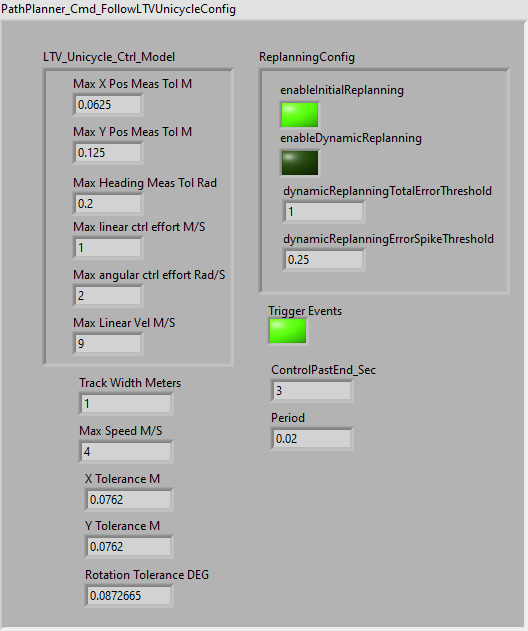 PathPlanner_Cmd_FollowLTVUnicycleConfig
LTV_Unicycle_Ctrl_Model
Max X Pos Meas Tol M
0.0625
Max Y Pos Meas Tol M
0.125
Max Heading Meas Tol Rad
0.2
Max linear ctrl effort M/S
1
Max angular ctrl effort Rad/S
2
Max Linear Vel M/S
9
Track Width Meters
1
Max Speed M/S
4
X Tolerance M
0.0762
Y Tolerance M
0.0762
Rotation Tolerance DEG
0.0872665
ReplanningConfig
enableInitialReplanning
enableDynamicReplanning
dynamicReplanningTotalErrorThreshold
1
dynamicReplanningErrorSpikeThreshold
0.25
Trigger Events
ControlPastEnd_Sec
3
Period
0.02